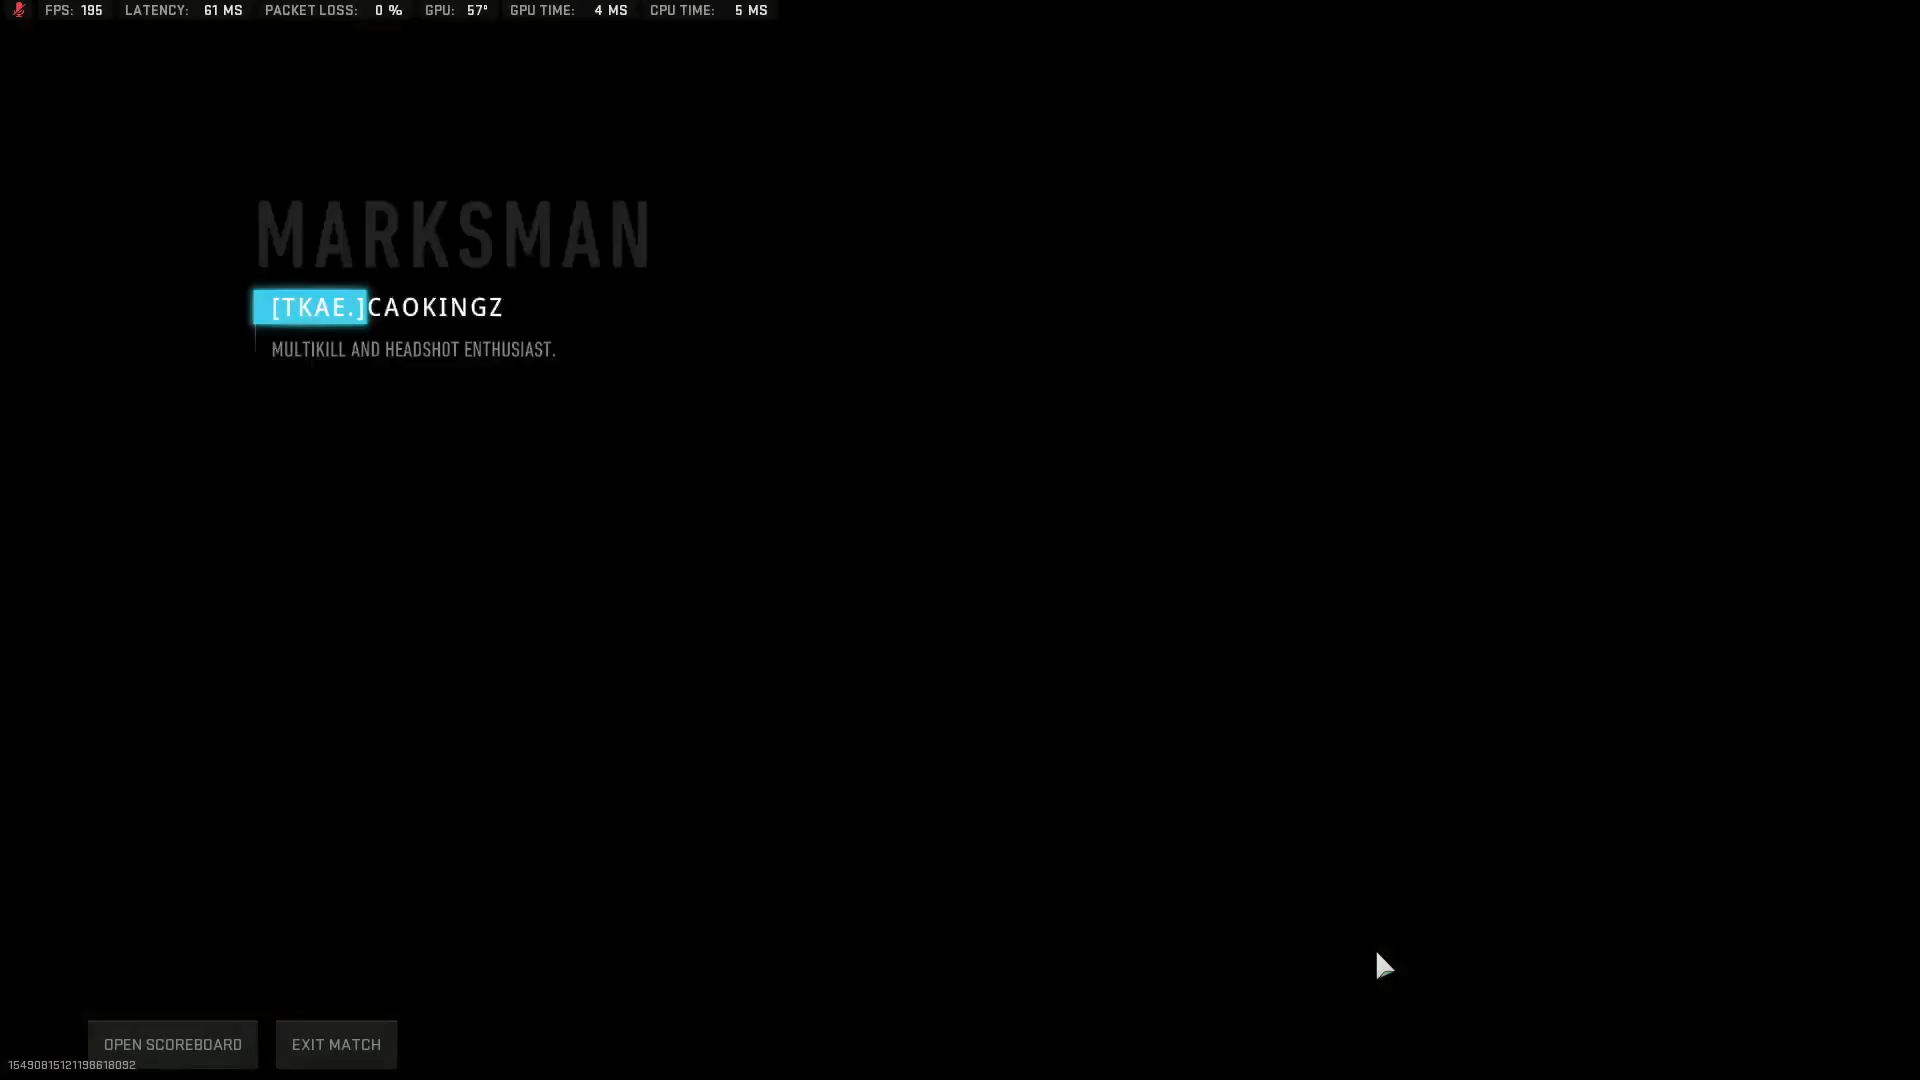 FPS: 195 LATENCY: 61 MS PACKET LOSS: 0 % GPU: 57° GPU TIME: 4 MS CPU TIME: 5 MS
MARKSMAN
[TKAE.]CAOKINGZ
MULTIKILL AND HEADSHOT ENTHUSIAST.
OPEN SCOREBOARD EXIT MATCH
15490815121198618092